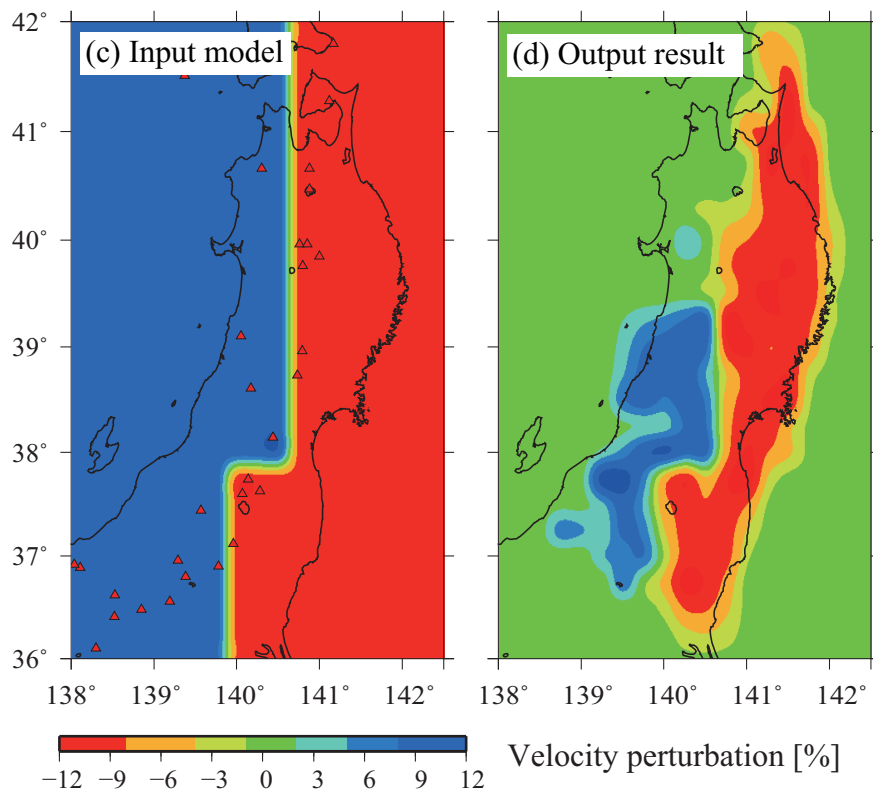 (c) Input model
(d) Output result
42°
41°
40°
39°
38°
37°
36°
138° 139° 140° 141° 142°
138° 139° 140° 141° 142°
−12 −9 −6 −3 0 3 6 9 12
Velocity perturbation [%]